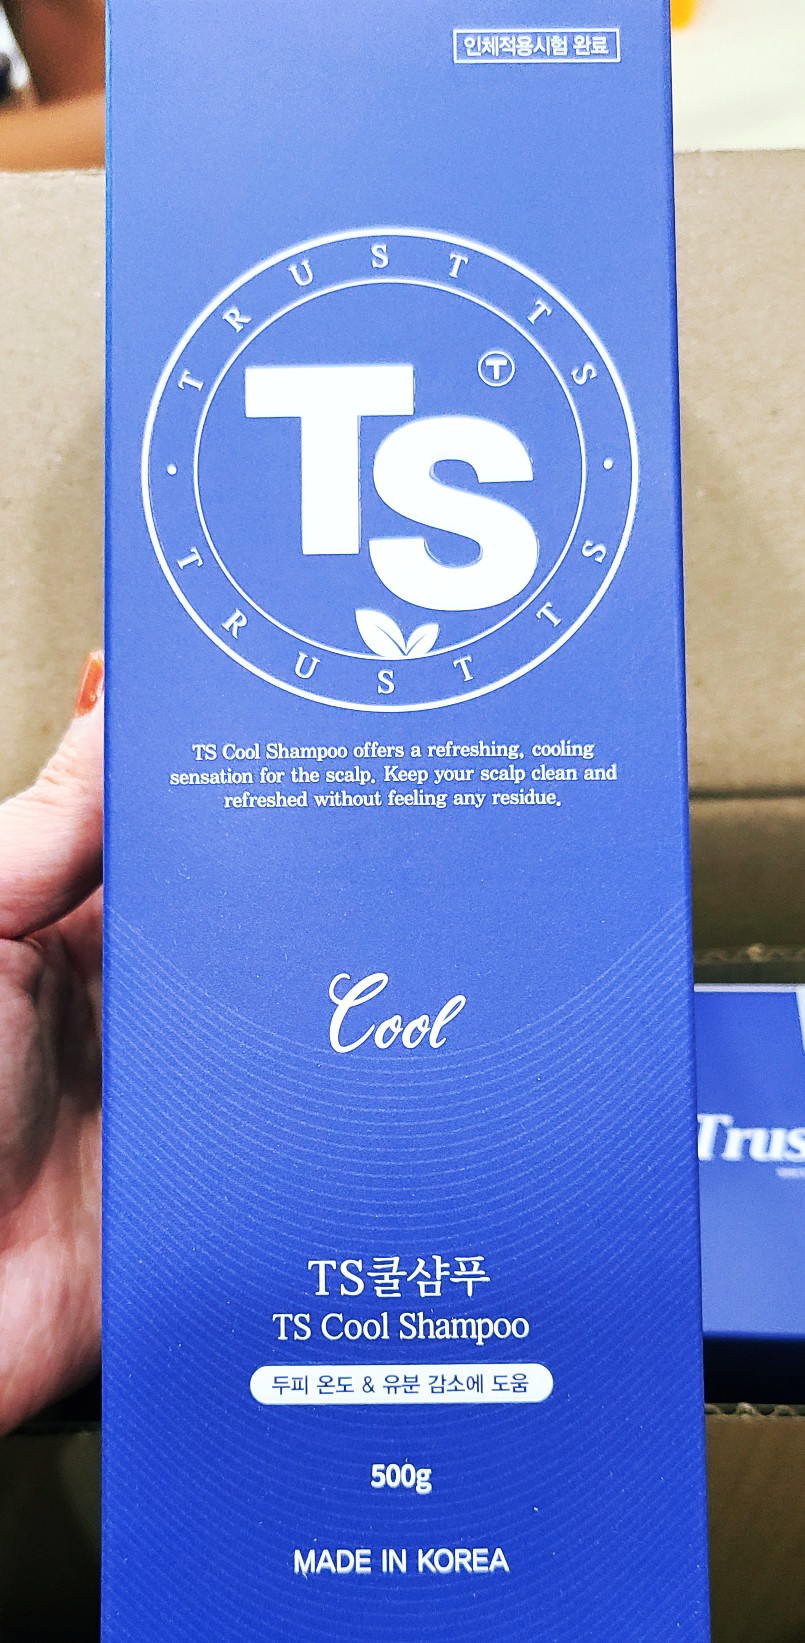 인체적용시험 완료
TRUST TS
TS
T
TRUST TS
TS Cool Shampoo offers a refreshing, cooling
sensation for the scalp. Keep your scalp clean and
refreshed without feeling any residue.
Cool
Trus
TS쿨샴푸
TS Cool Shampoo
두피 온도 & 유분 감소에 도움
500g
MADE IN KOREA